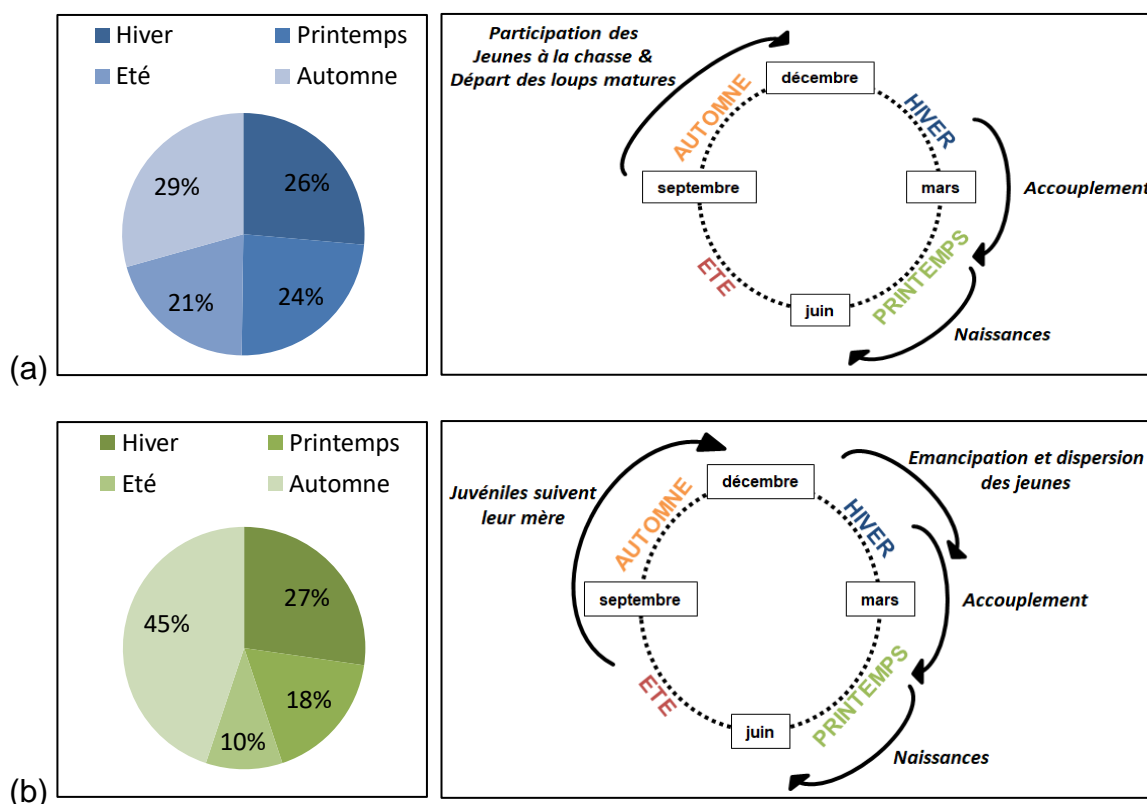 Hiver
Printemps
Eté
Automne
29%
26%
21%
24%
(a)
Participation des
Jeunes à la chasse &
Départ des loups matures
décembre
AUTOMNE
HIVER
septembre
mars
Accouplement
ETE
PRINTEMPS
juin
Naissances
Hiver
Printemps
Eté
Automne
45%
27%
18%
10%
(b)
Juvéniles suivent
leur mère
décembre
Emancipation et dispersion
des jeunes
AUTOMNE
HIVER
septembre
mars
Accouplement
ETE
PRINTEMPS
juin
Naissances